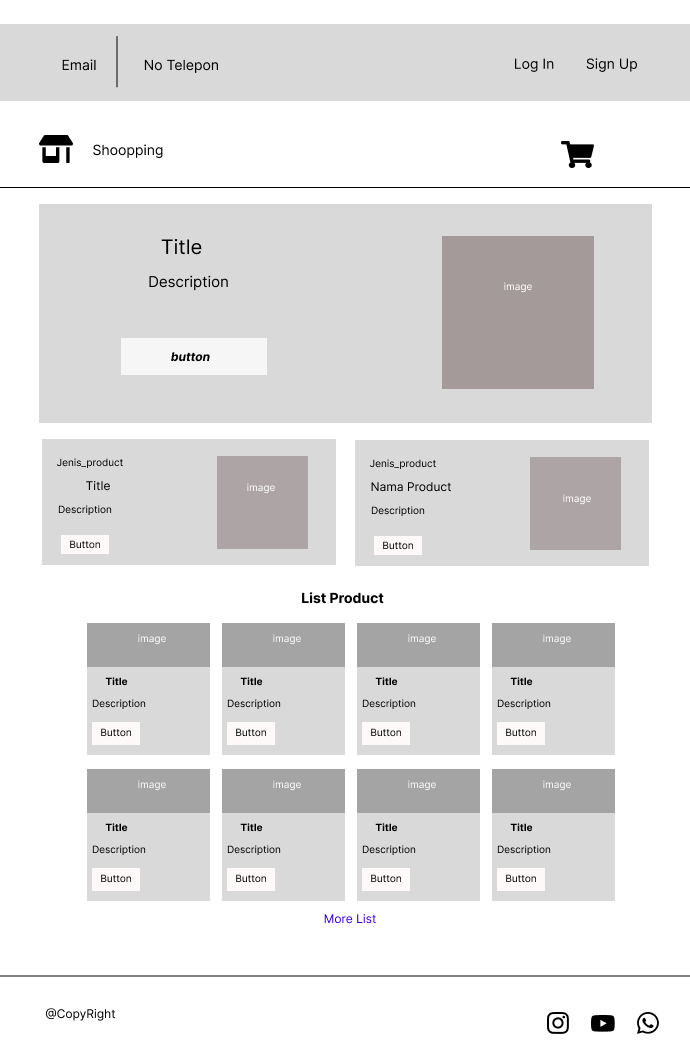 Email
No Telepon
Log In
Sign Up
Shoopping
Title
Description
button
image
Jenis_product
Title
Description
Button
image
Jenis_product
Nama Product
Description
Button
image
List Product
image
Title
Description
Button
image
Title
Description
Button
image
Title
Description
Button
image
Title
Description
Button
image
Title
Description
Button
image
Title
Description
Button
image
Title
Description
Button
image
Title
Description
Button
More List
@CopyRight